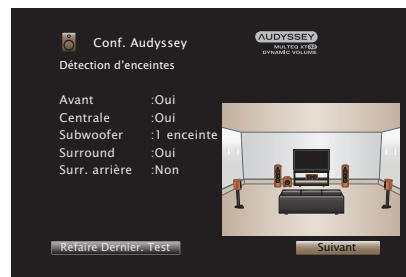 Conf. Audyssey
AUDYSSEY
MULTEQ XT32
DYNAMIC VOLUME
Détection d'enceintes
Avant :Oui
Centrale :Oui
Subwoofer :1 enceinte
Surround :Oui
Surr. arrière :Non
Refaire Dernier. Test
Suivant